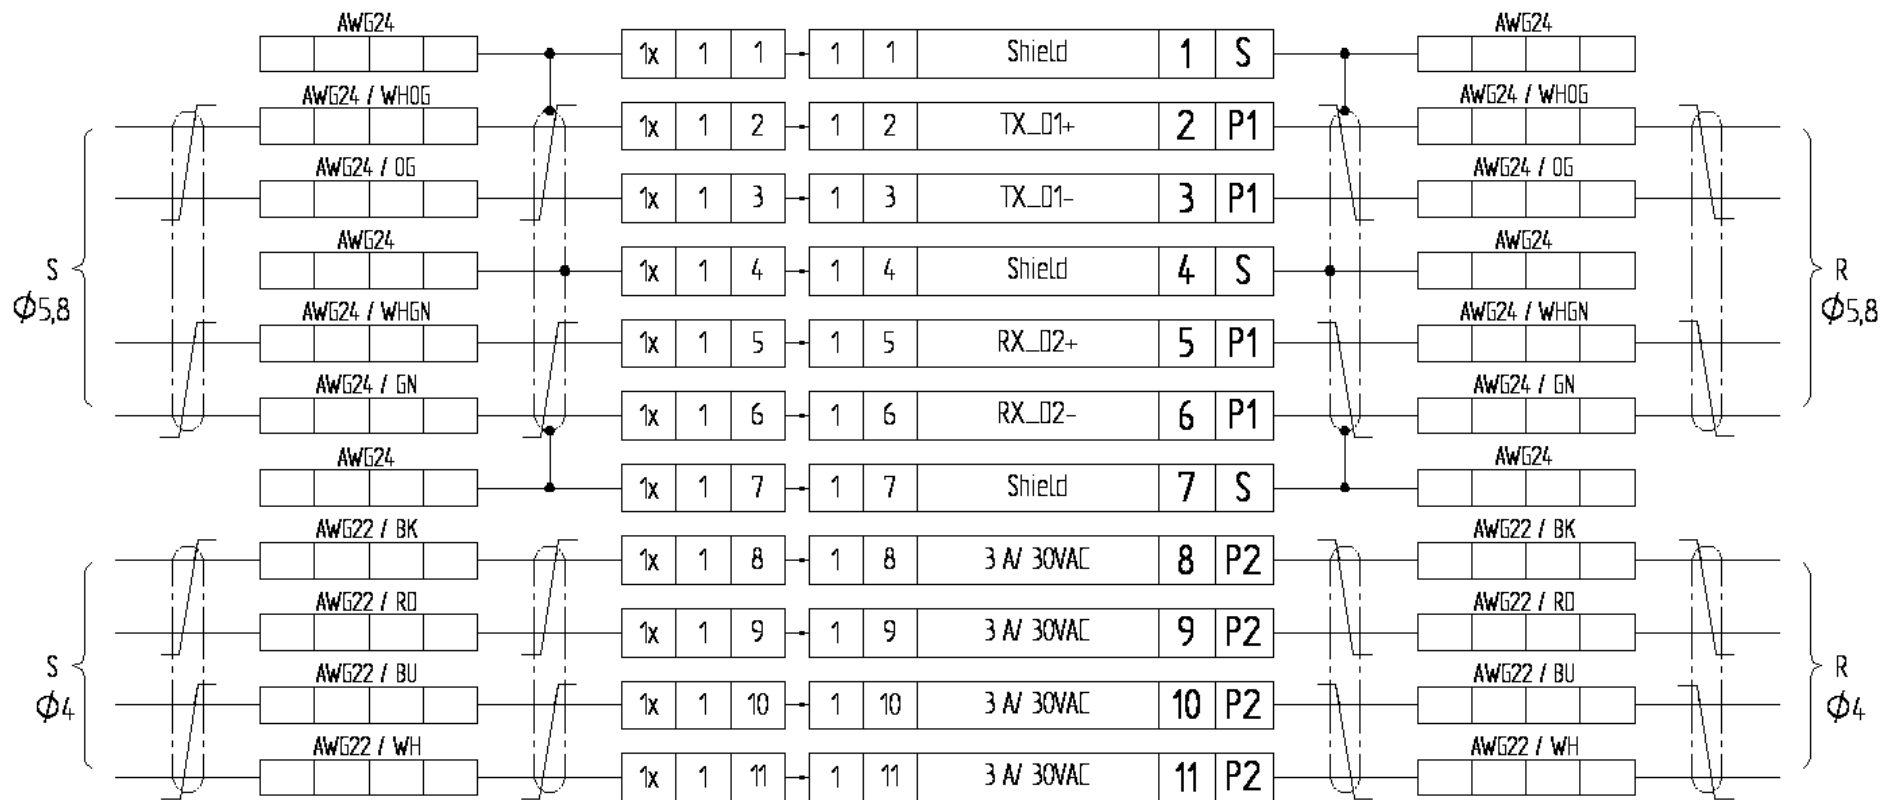 AWG24 AWG24
1x 1 1 1 1 Shield 1 S
AWG24 / WHOG AWG24 / WHOG
1x 1 2 1 2 TX_01+ 2 P1
AWG24 / OG AWG24 / OG
1x 1 3 1 3 TX_01- 3 P1
AWG24 AWG24
S 1x 1 4 1 4 Shield 4 S R
Φ5,8 AWG24 / WHGN AWG24 / WHGN Φ5,8
1x 1 5 1 5 RX_02+ 5 P1
AWG24 / GN AWG24 / GN
1x 1 6 1 6 RX_02- 6 P1
AWG24 AWG24
1x 1 7 1 7 Shield 7 S
AWG22 / BK AWG22 / BK
1x 1 8 1 8 3 A/ 30VAC 8 P2
AWG22 / RD AWG22 / RD
1x 1 9 1 9 3 A/ 30VAC 9 P2
S AWG22 / BU AWG22 / BU R
Φ4 1x 1 10 1 10 3 A/ 30VAC 10 P2 Φ4
AWG22 / WH AWG22 / WH
1x 1 11 1 11 3 A/ 30VAC 11 P2